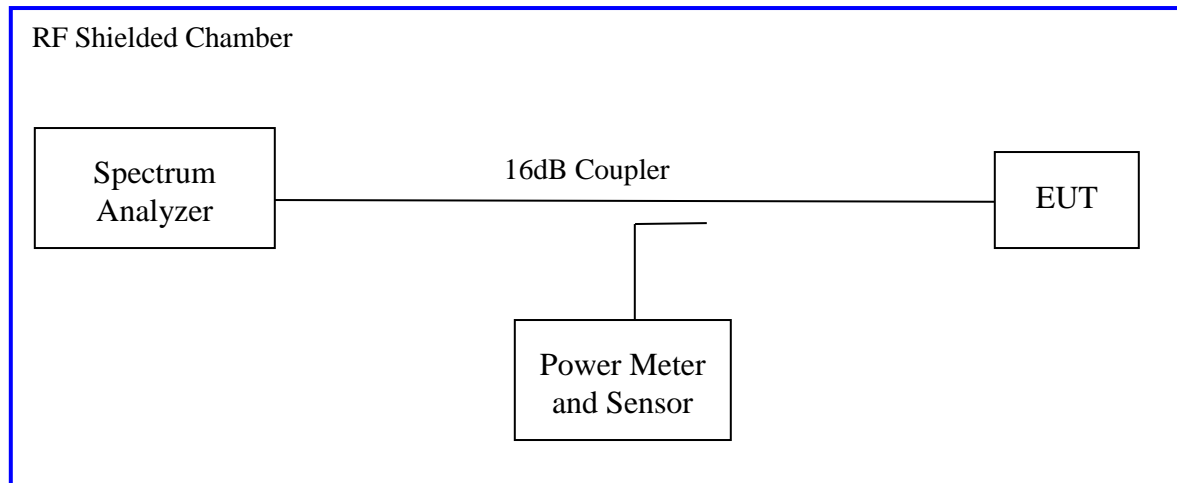 RF Shielded Chamber
Spectrum
Analyzer
16dB Coupler
EUT
Power Meter
and Sensor